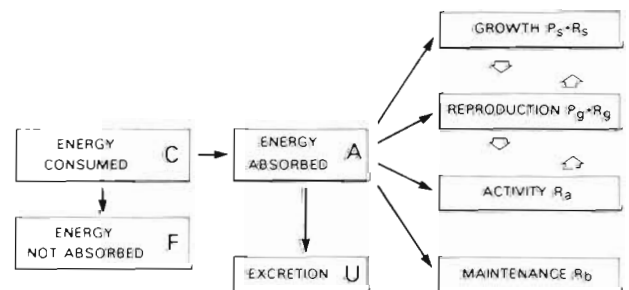 GROWTH Ps+Rs
REPRODUCTION Pg+Rg
ENERGY
CONSUMED C
ENERGY
ABSORBED A
ACTIVITY Ra
ENERGY
NOT ABSORBED F
EXCRETION U
MAINTENANCE Rb